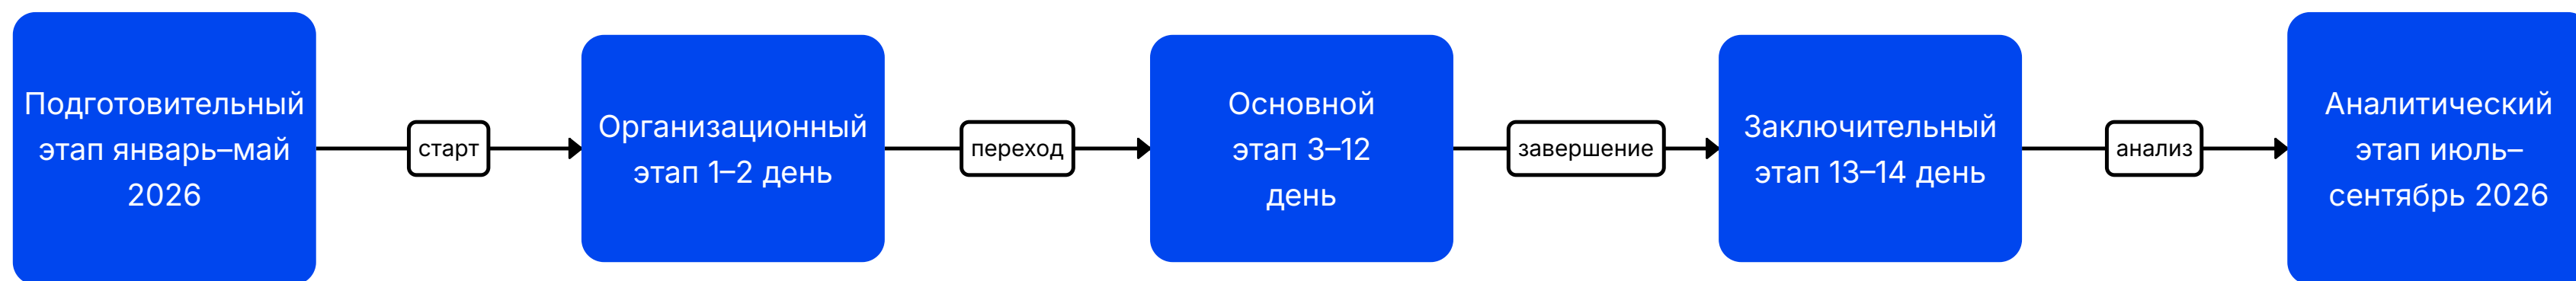 Подготовительный
этап январь–май
2026
старт
Организационный
этап 1–2 день
переход
Основной
этап 3–12
день
завершение
Заключительный
этап 13–14 день
анализ
Аналитический
этап июль–
сентябрь 2026